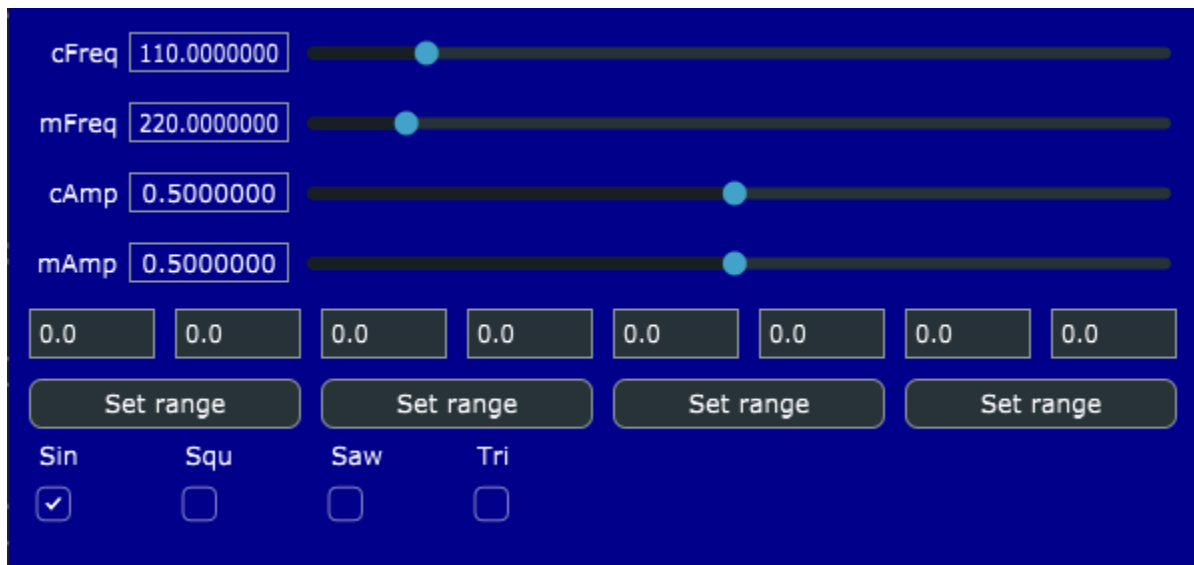 cFreq 110.0000000
mFreq 220.0000000
cAmp 0.5000000
mAmp 0.5000000
0.0 0.0 0.0 0.0 0.0 0.0 0.0 0.0
Set range Set range Set range Set range
Sin Squ Saw Tri